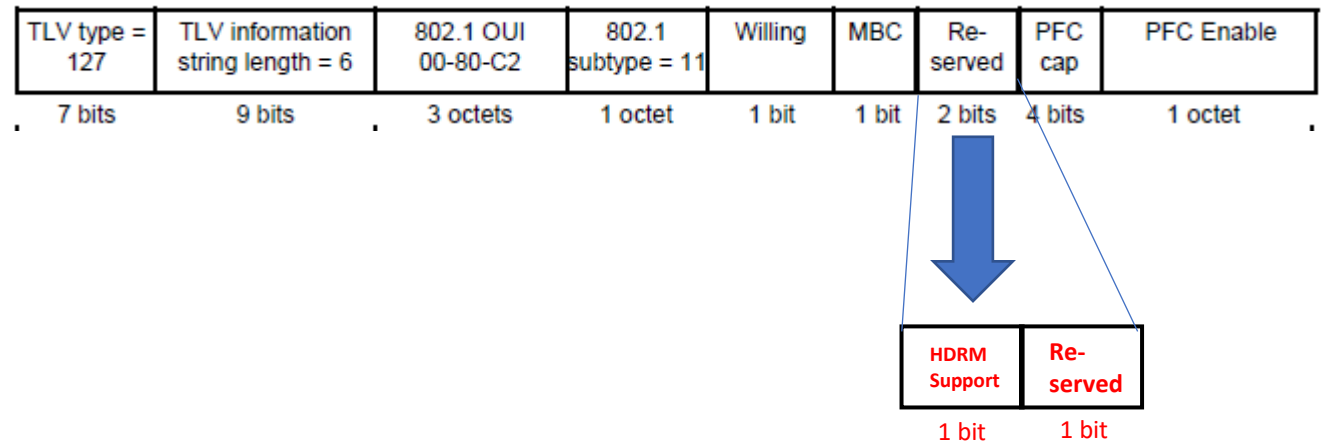 TLV type = 127
TLV information string length = 6
802.1 OUI 00-80-C2
802.1 subtype = 11
Willing
MBC
Re-served
PFC cap
PFC Enable
7 bits
9 bits
3 octets
1 octet
1 bit
1 bit
2 bits
4 bits
1 octet
HDRM
Support
Re-
served
1 bit
1 bit